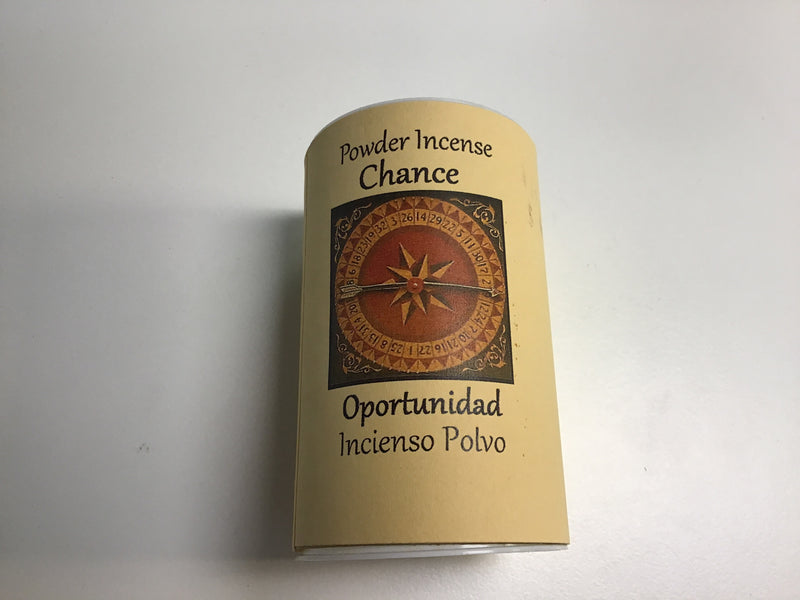 Powder Incense
Chance
Oportunidad
Incienso Polvo